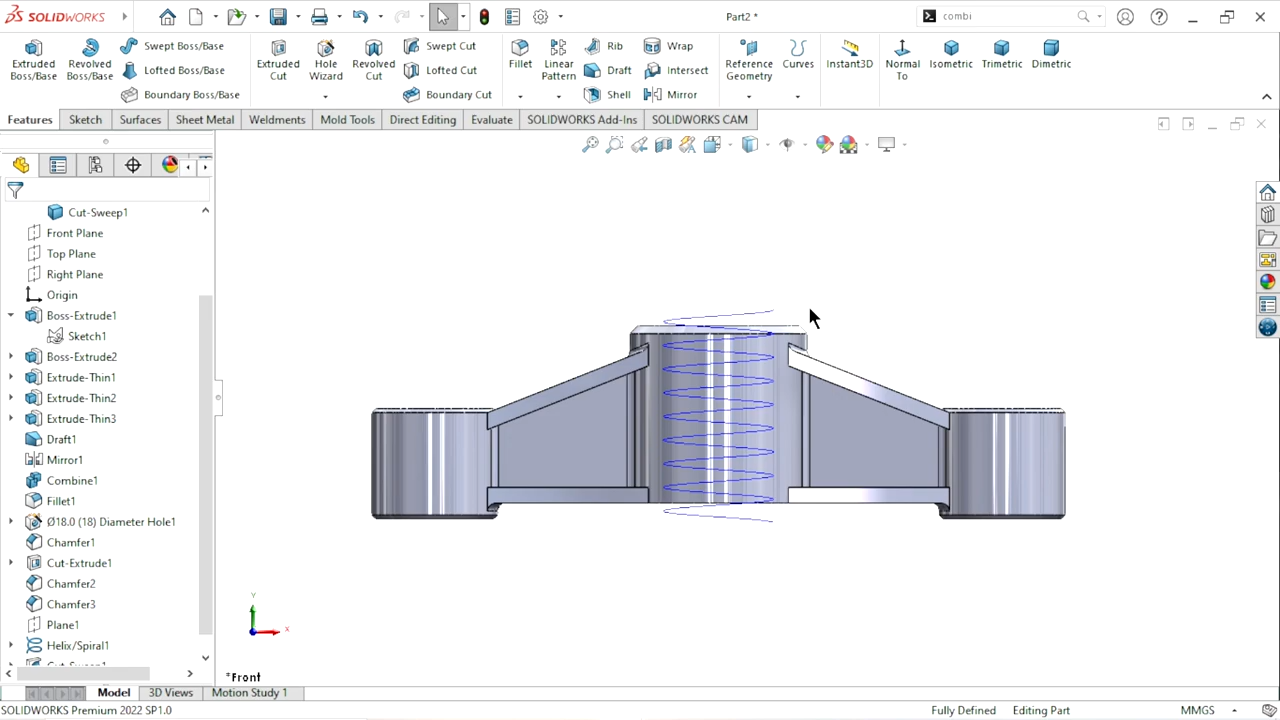 SOLIDWORKS
Part2 *
combi
Extruded Boss/Base
Revolved Boss/Base
Swept Boss/Base
Lofted Boss/Base
Boundary Boss/Base
Extruded Cut
Hole Wizard
Revolved Cut
Swept Cut
Lofted Cut
Boundary Cut
Fillet
Linear Pattern
Rib
Draft
Shell
Wrap
Intersect
Mirror
Reference Geometry
Curves
Instant3D
Normal To
Isometric
Trimetric
Dimetric
Features
Sketch
Surfaces
Sheet Metal
Weldments
Mold Tools
Direct Editing
Evaluate
SOLIDWORKS Add-Ins
SOLIDWORKS CAM
Cut-Sweep1
Front Plane
Top Plane
Right Plane
Origin
Boss-Extrude1
Sketch1
Boss-Extrude2
Extrude-Thin1
Extrude-Thin2
Extrude-Thin3
Draft1
Mirror1
Combine1
Fillet1
Ø18.0 (18) Diameter Hole1
Chamfer1
Cut-Extrude1
Chamfer2
Chamfer3
Plane1
Helix/Spiral1
Cut-Sweep1
Y
X
*Front
Model
3D Views
Motion Study 1
SOLIDWORKS Premium 2022 SP1.0
Fully Defined
Editing Part
MMGS